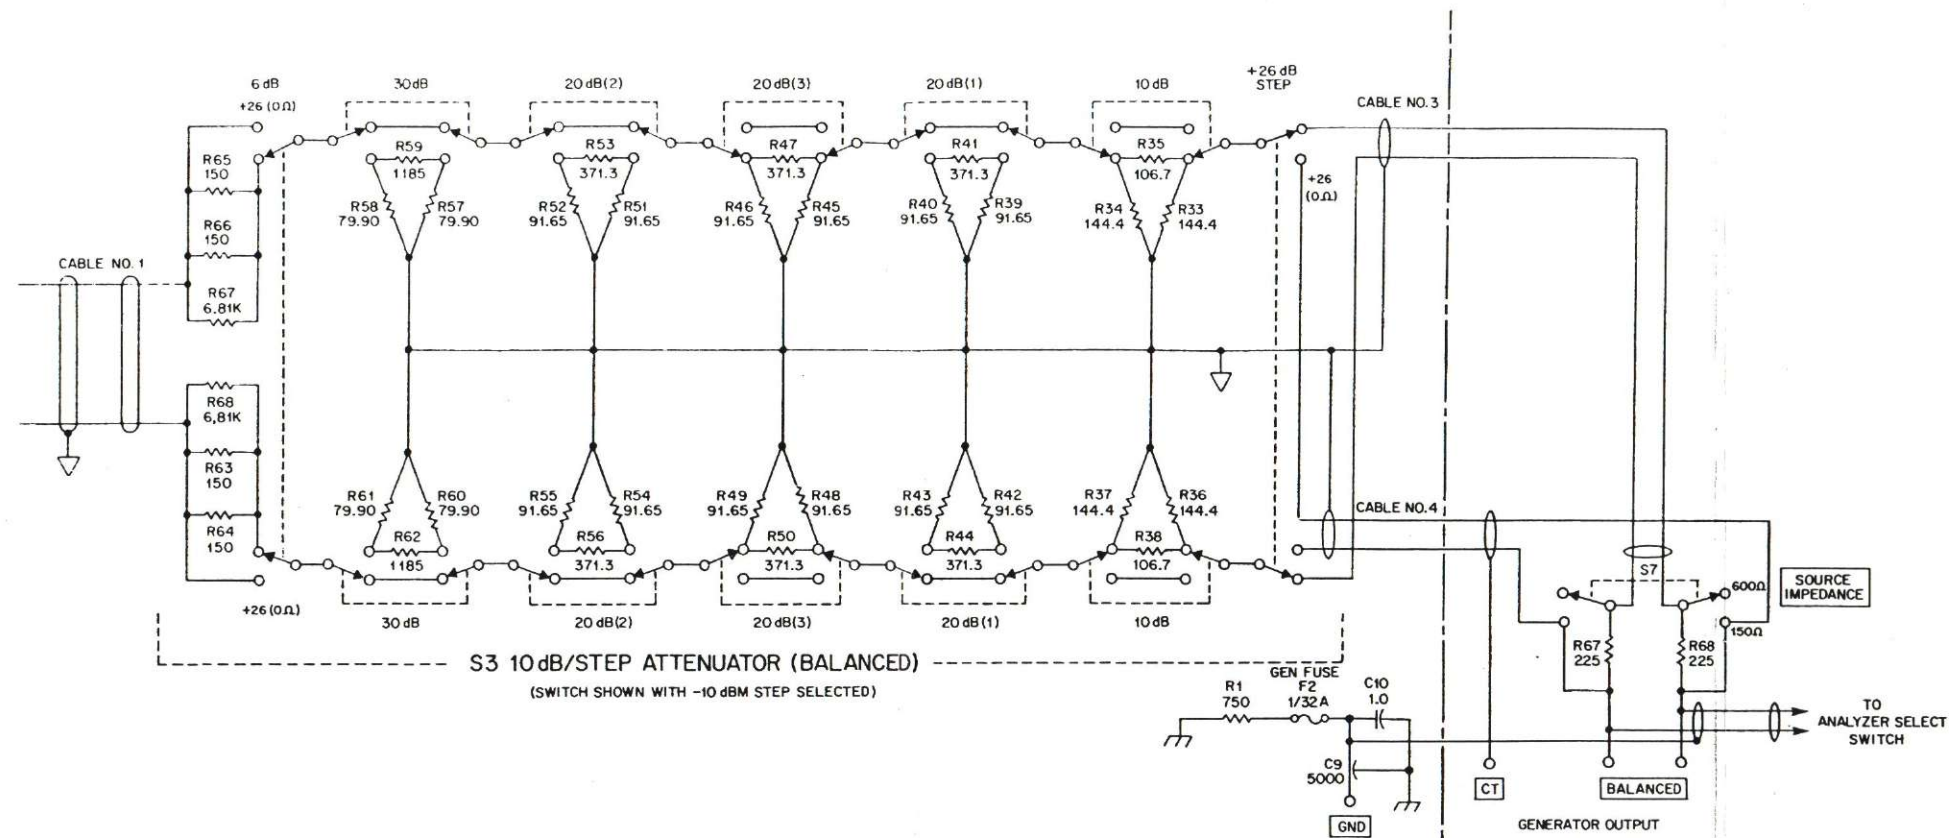 6 dB
+26 (0Ω)
30 dB
20 dB(2)
20 dB(3)
20 dB(1)
10 dB
+26 dB
STEP
CABLE NO. 3
R65
150
R66
150
R67
6.81K
CABLE NO. 1
R59
1185
R58
79.90
R57
79.90
R53
371.3
R52
91.65
R51
91.65
R47
371.3
R46
91.65
R45
91.65
R41
371.3
R40
91.65
R39
91.65
R35
106.7
R34
144.4
R33
144.4
+26
(0Ω)
R68
6,81K
R63
150
R64
150
+26 (0Ω)
R61
79.90
R60
79.90
R62
1185
30 dB
R55
91.65
R54
91.65
R56
371.3
20 dB(2)
R49
91.65
R48
91.65
R50
371.3
20 dB(3)
R43
91.65
R42
91.65
R44
371.3
20 dB(1)
R37
144.4
R36
144.4
R38
106.7
10 dB
CABLE NO. 4
S7
600Ω
150Ω
SOURCE
IMPEDANCE
R67
225
R68
225
S3 10 dB/STEP ATTENUATOR (BALANCED)
(SWITCH SHOWN WITH -10 dBM STEP SELECTED)
R1
750
GEN FUSE
F2
1/32A
C10
1.0
C9
5000
GND
CT
BALANCED
GENERATOR OUTPUT
TO
ANALYZER SELECT
SWITCH